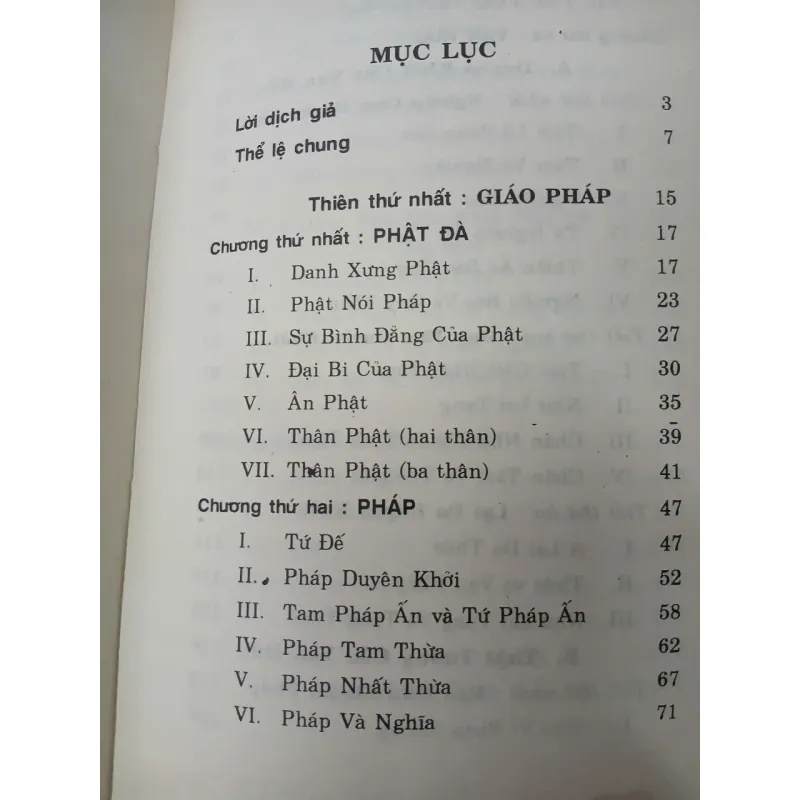 MỤC LỤC
Lời dịch giả 3
Thể lệ chung 7
Thiên thứ nhất : GIÁO PHÁP 15
Chương thứ nhất : PHẬT ĐÀ 17
I. Danh Xưng Phật 17
II. Phật Nói Pháp 23
III. Sự Bình Đẳng Của Phật 27
IV. Đại Bi Của Phật 30
V. Ân Phật 35
VI. Thân Phật (hai thân) 39
VII. Thân Phật (ba thân) 41
Chương thứ hai : PHÁP 47
I. Tứ Đế 47
II. Pháp Duyên Khởi 52
III. Tam Pháp Ấn và Tứ Pháp Ấn 58
IV. Pháp Tam Thừa 62
V. Pháp Nhất Thừa 67
VI. Pháp Và Nghĩa 71